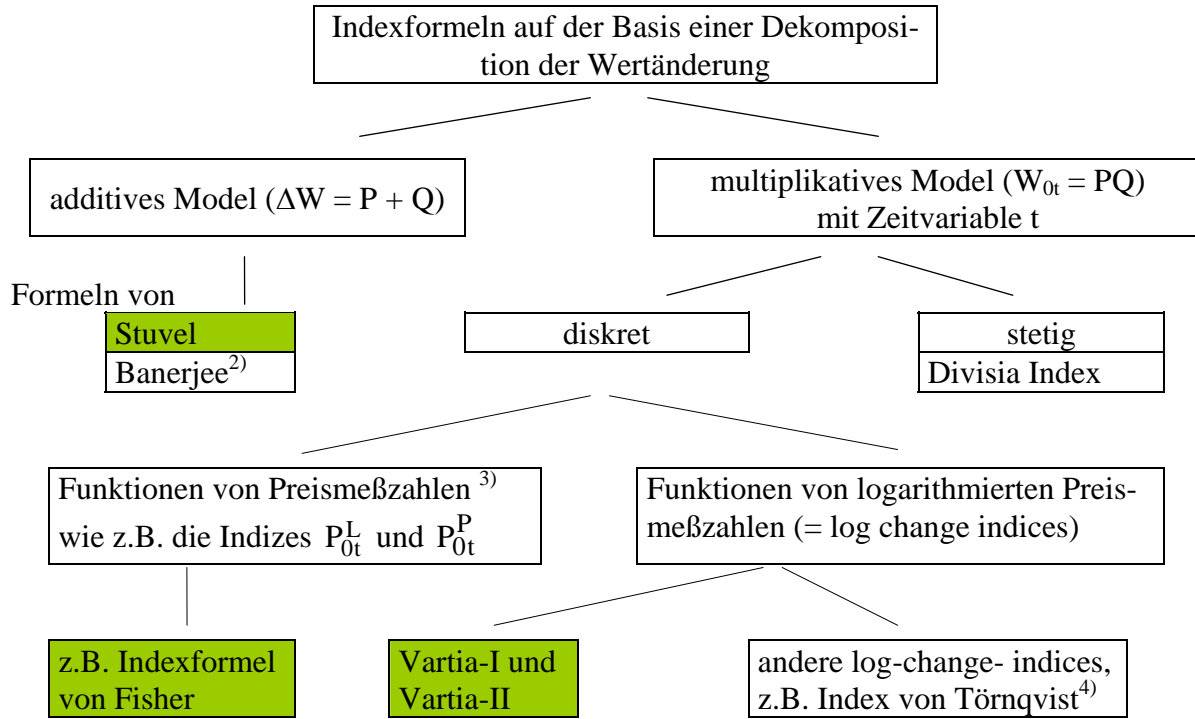 Indexformeln auf der Basis einer Dekomposi-
tion der Wertänderung
additives Model (ΔW = P + Q)
multiplikatives Model (W₀ₜ = PQ)
mit Zeitvariable t
Formeln von
Stuvel
Banerjee²⁾
diskret
stetig
Divisia Index
Funktionen von Preismeßzahlen ³⁾
wie z.B. die Indizes P₀ₜᴸ und P₀ₜᴾ
Funktionen von logarithmierten Preis-
meßzahlen (= log change indices)
z.B. Indexformel
von Fisher
Vartia-I und
Vartia-II
andere log-change- indices,
z.B. Index von Törnqvist⁴⁾